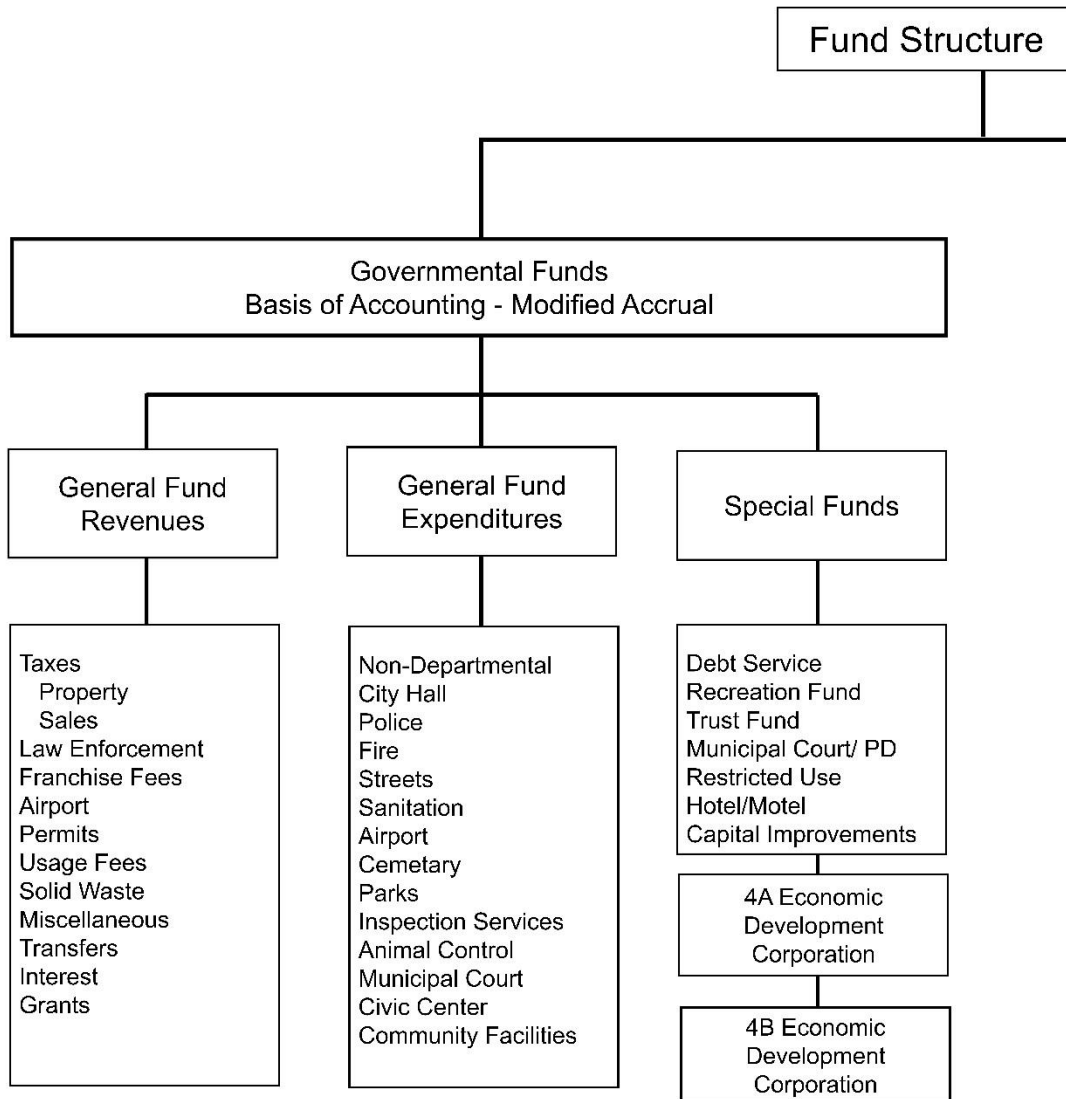 Fund Structure
Governmental Funds
Basis of Accounting - Modified Accrual
General Fund
Revenues
General Fund
Expenditures
Special Funds
Taxes
Property
Sales
Law Enforcement
Franchise Fees
Airport
Permits
Usage Fees
Solid Waste
Miscellaneous
Transfers
Interest
Grants
Non-Departmental
City Hall
Police
Fire
Streets
Sanitation
Airport
Cemetary
Parks
Inspection Services
Animal Control
Municipal Court
Civic Center
Community Facilities
Debt Service
Recreation Fund
Trust Fund
Municipal Court/ PD
Restricted Use
Hotel/Motel
Capital Improvements
4A Economic
Development
Corporation
4B Economic
Development
Corporation